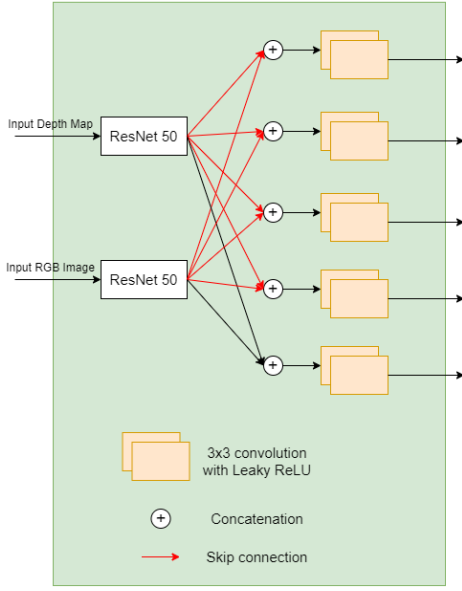 Input Depth Map
ResNet 50
Input RGB Image
ResNet 50
+
+
+
+
+
3x3 convolution
with Leaky ReLU
+
Concatenation
Skip connection